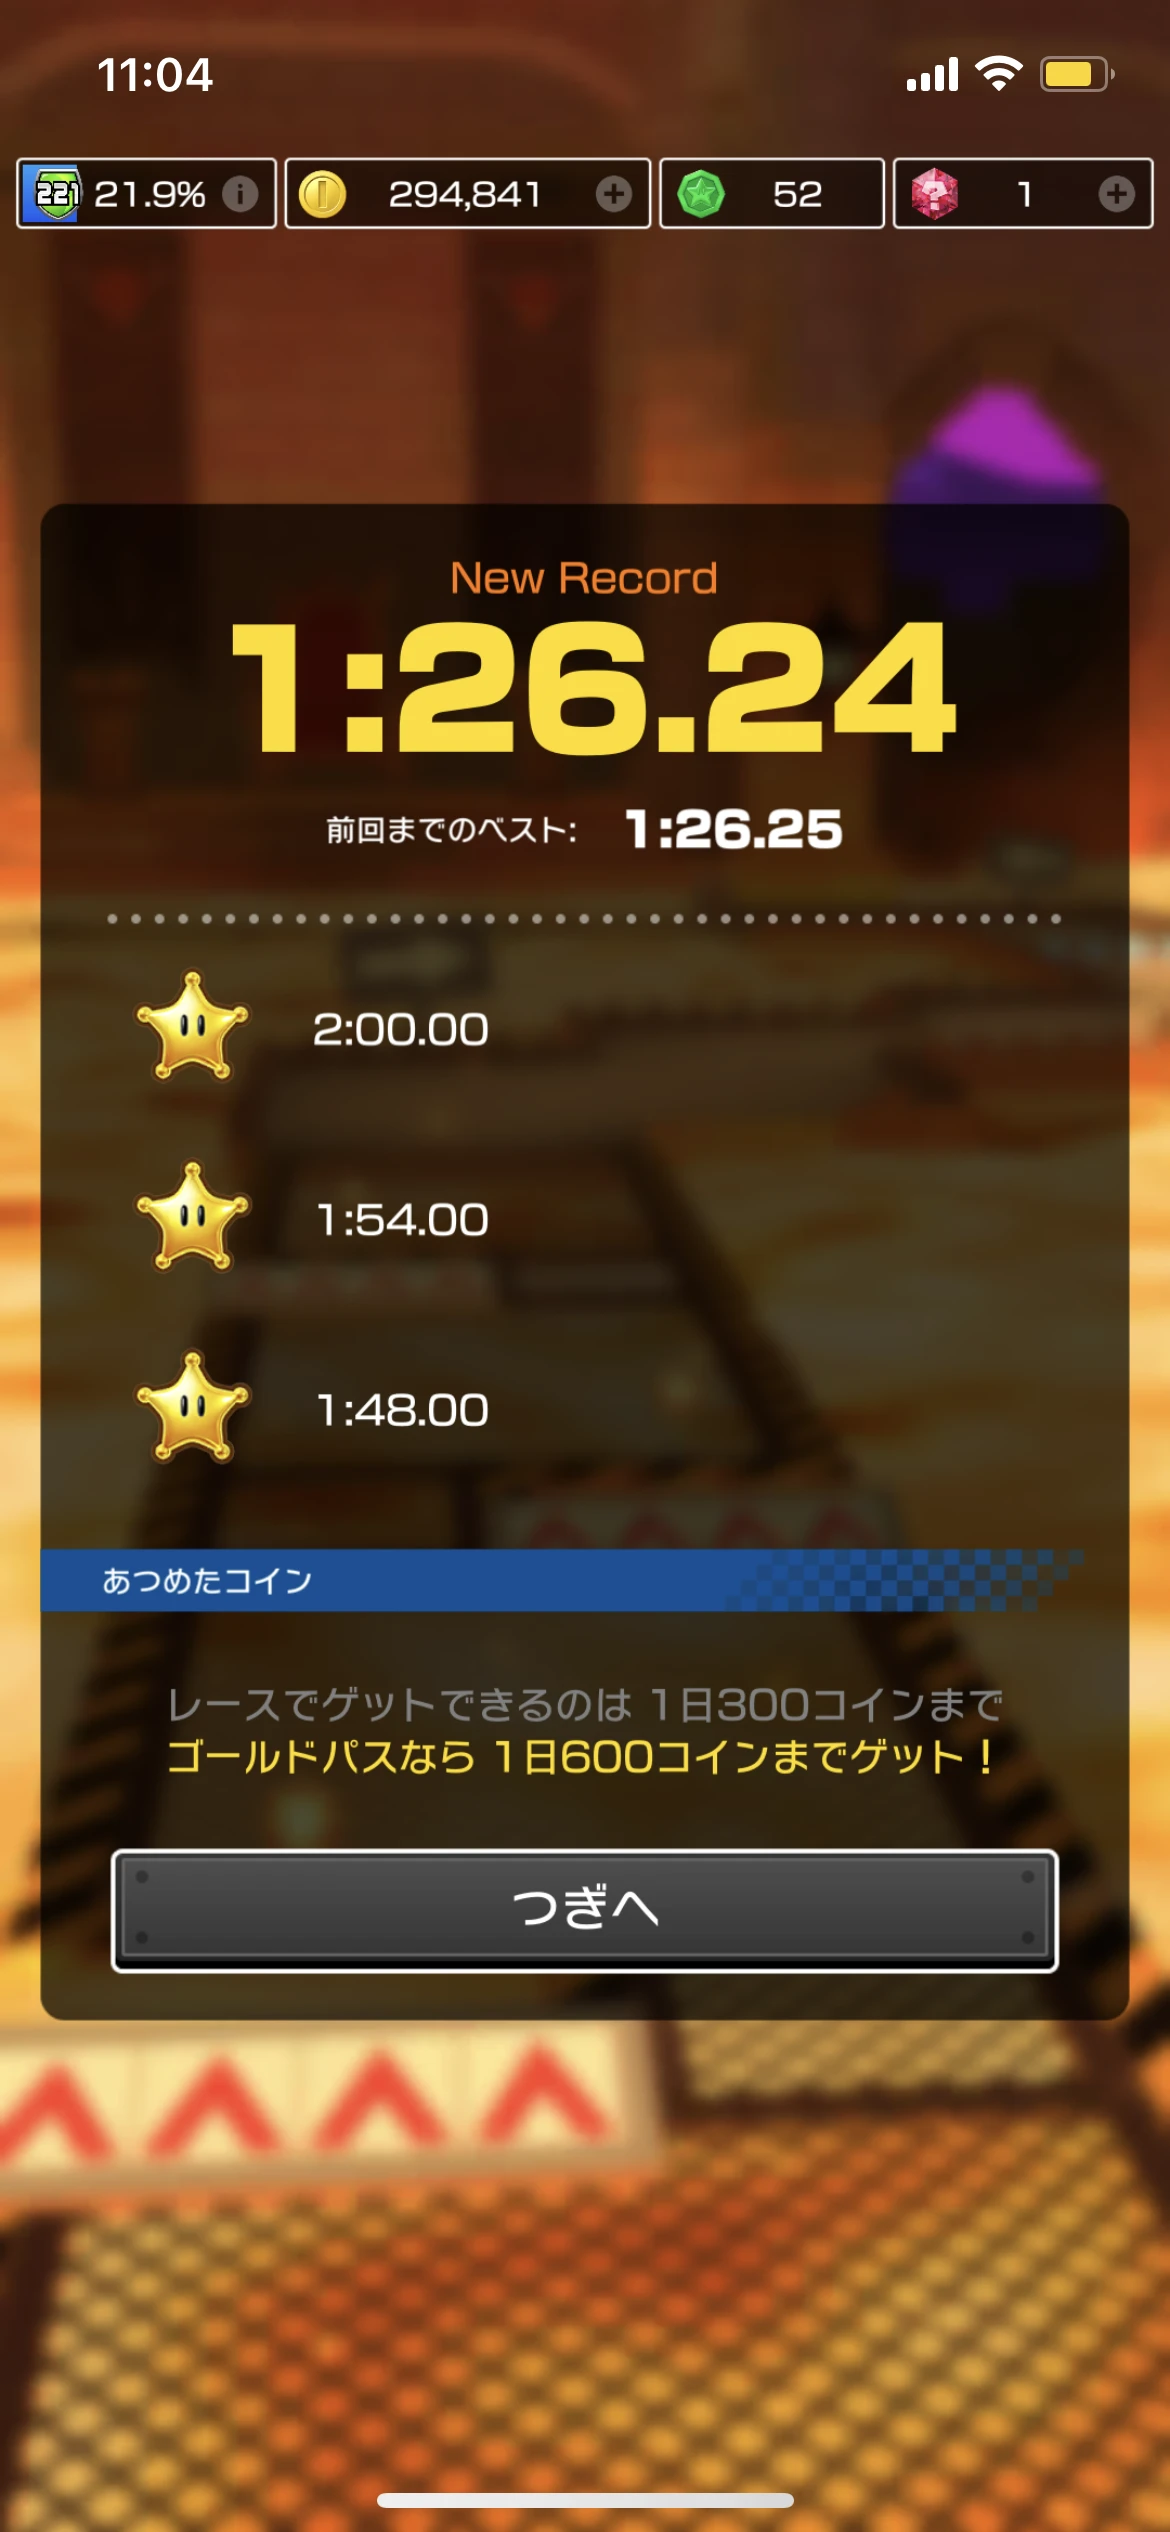 11:04
221 21.9% i
294,841 +
52
? 1 +
New Record
1:26.24
前回までのベスト: 1:26.25
2:00.00
1:54.00
1:48.00
あつめたコイン
レースでゲットできるのは 1日300コインまで
ゴールドパスなら 1日600コインまでゲット!
つぎへ